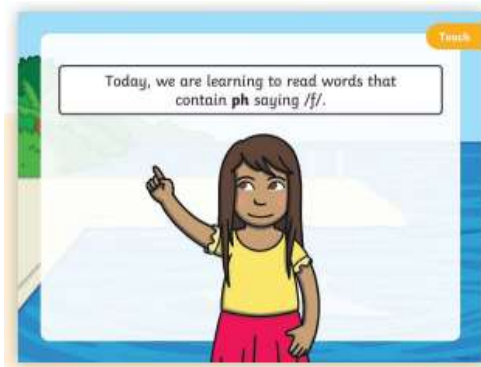 Teach
Today, we are learning to read words that
contain ph saying /f/.